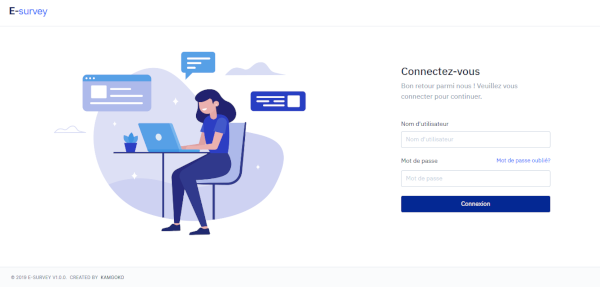 E-survey
Connectez-vous
Bon retour parmi nous ! Veuillez vous
connecter pour continuer.
Nom d'utilisateur
Nom d'utilisateur
Mot de passe Mot de passe oublié?
Mot de passe
Connexion
© 2019 E-SURVEY V1.0.0. CREATED BY KAMGOKO